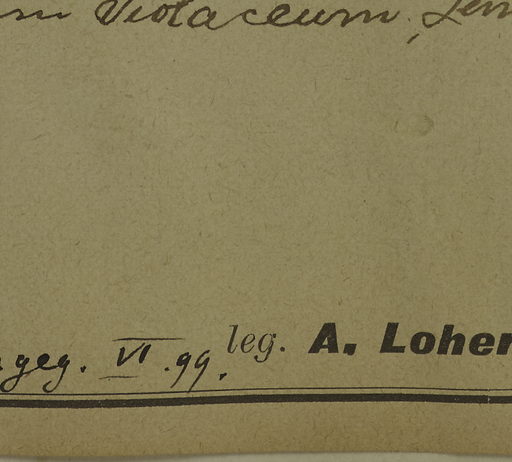 violaceum.
geg. VI .99. leg. A. Loher